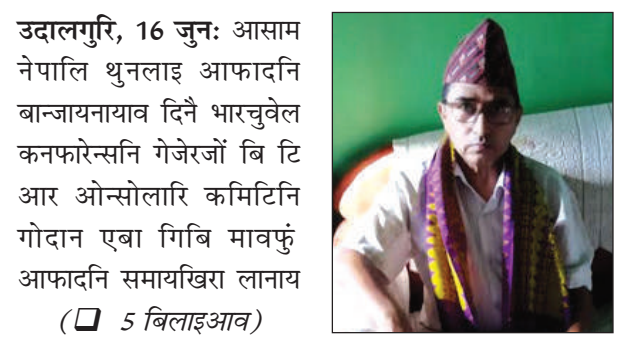 उदालगुरि, 16 जुनः आसाम
नेपालि थुनलाइ आफादनि
बान्जायनायाव दिनै भारचुवेल
कनफारेन्सनि गेजेरजों बि टि
आर ओन्सोलारि कमिटिनि
गोदान एबा गिबि मावफुं
आफादनि समायखिरा लानाय
(❑ 5 बिलाइआव)